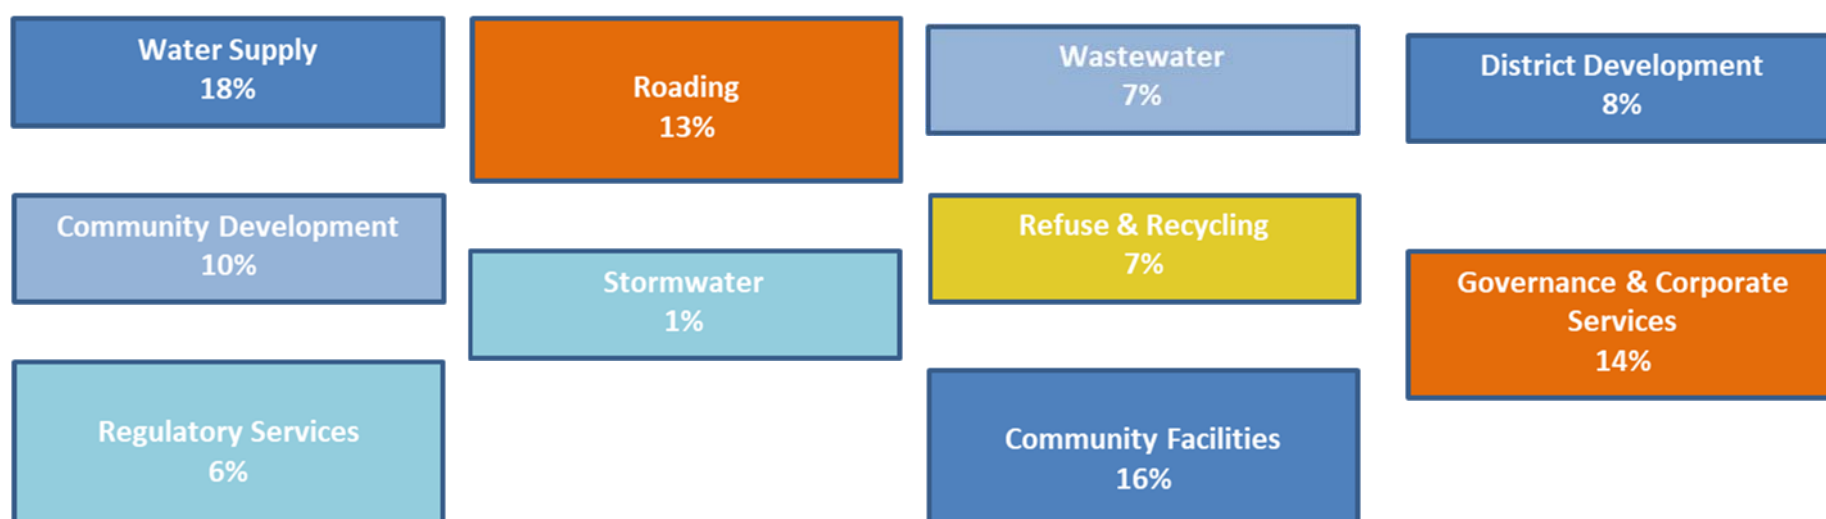 Water Supply
18%
Roading
13%
Wastewater
7%
District Development
8%
Community Development
10%
Stormwater
1%
Refuse & Recycling
7%
Governance & Corporate
Services
14%
Regulatory Services
6%
Community Facilities
16%